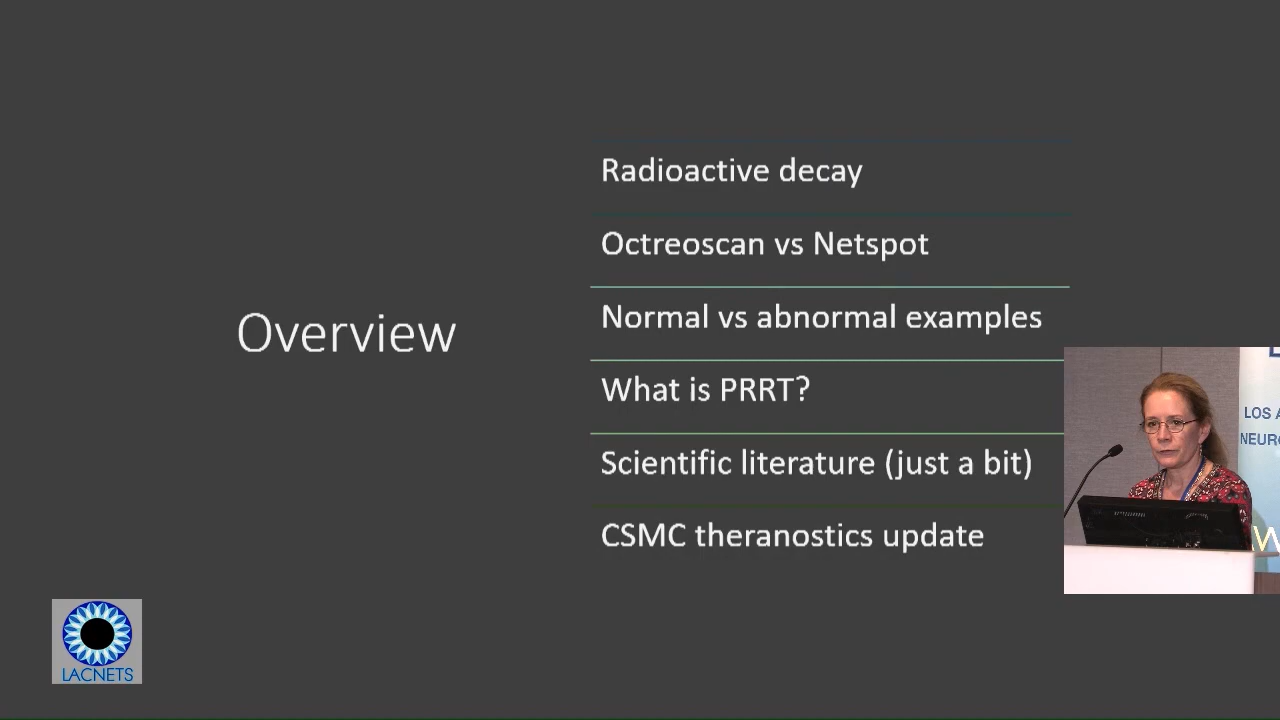 Overview
Radioactive decay
Octreoscan vs Netspot
Normal vs abnormal examples
What is PRRT?
Scientific literature (just a bit)
CSMC theranostics update
LOS A
NEURO
W
LACNETS